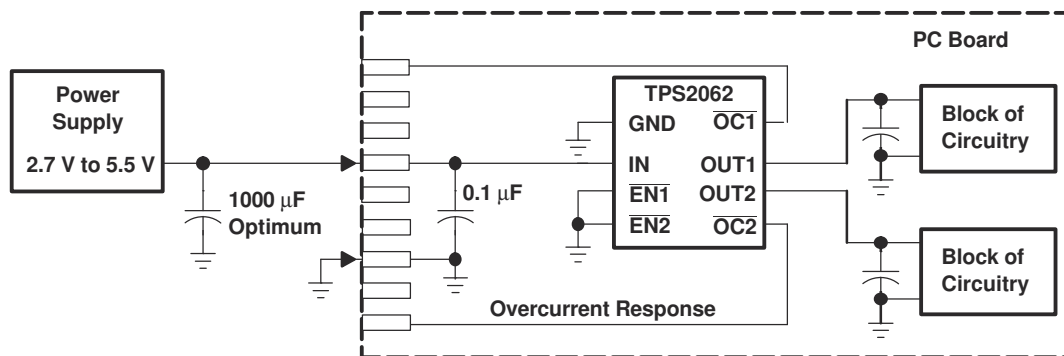 PC Board
Power
Supply
2.7 V to 5.5 V
1000 μF
Optimum
0.1 μF
TPS2062
GND
OC1
IN
OUT1
EN1
OUT2
EN2
OC2
Block of
Circuitry
Block of
Circuitry
Overcurrent Response